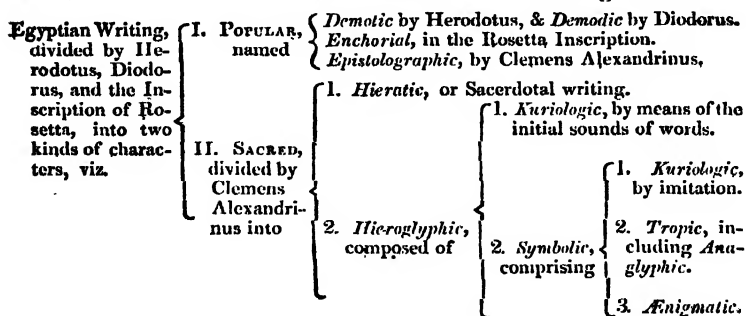 Egyptian Writing, divided by Herodotus, Diodorus, and the Inscription of Rosetta, into two kinds of characters, viz.
I. POPULAR, named
Demotic by Herodotus, & Demodic by Diodorus.
Enchorial, in the Rosetta Inscription.
Epistolographic, by Clemens Alexandrinus,
II. SACRED, divided by Clemens Alexandrinus into
1. Hieratic, or Sacerdotal writing.
2. Hieroglyphic, composed of
1. Kuriologic, by means of the initial sounds of words.
2. Symbolic, comprising
1. Kuriologic, by imitation.
2. Tropic, including Anaglyphic.
3. Ænigmatic.